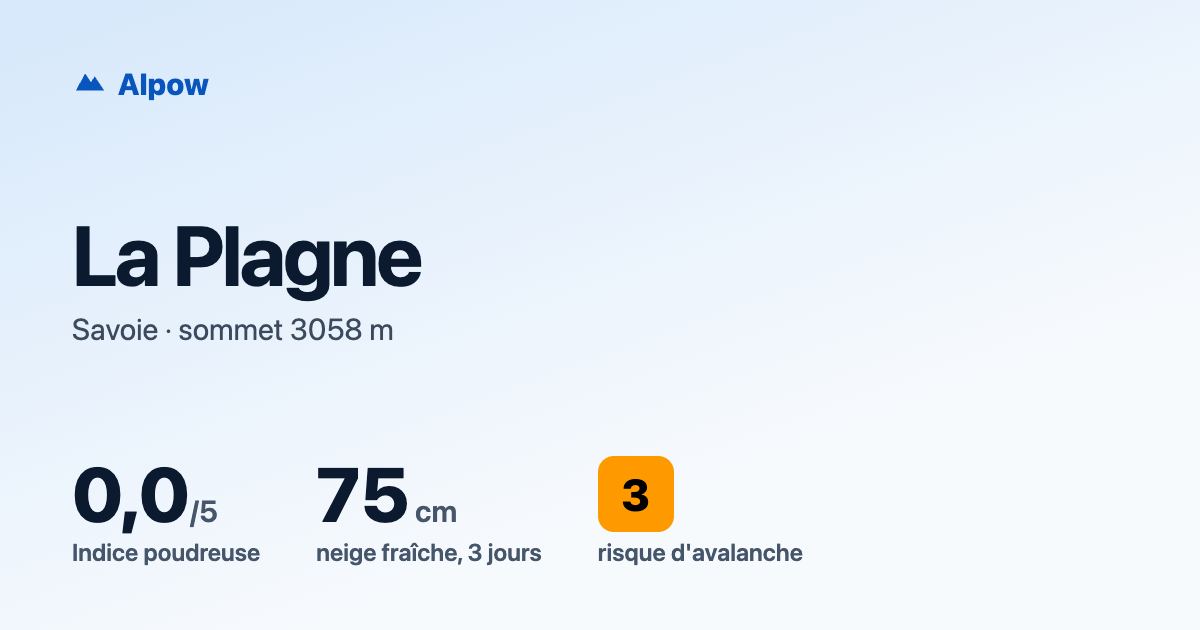 Alpow
La Plagne
Savoie · sommet 3058 m
0,0/5
Indice poudreuse
75 cm
neige fraîche, 3 jours
3
risque d'avalanche